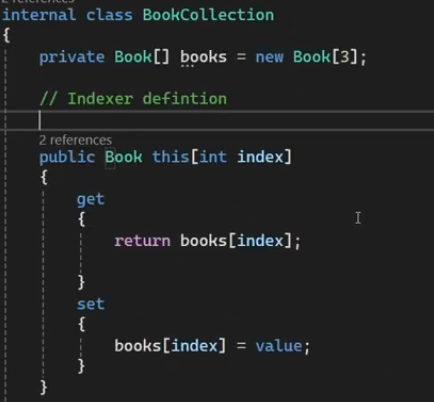 2 references
internal class BookCollection
{
private Book[] books = new Book[3];
// Indexer defintion
2 references
public Book this[int index]
{
get
{
return books[index];
}
set
{
books[index] = value;
}
}